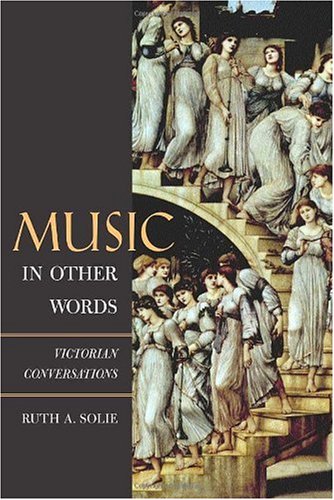 MUSIC
IN OTHER
WORDS
VICTORIAN
CONVERSATIONS
RUTH A. SOLIE